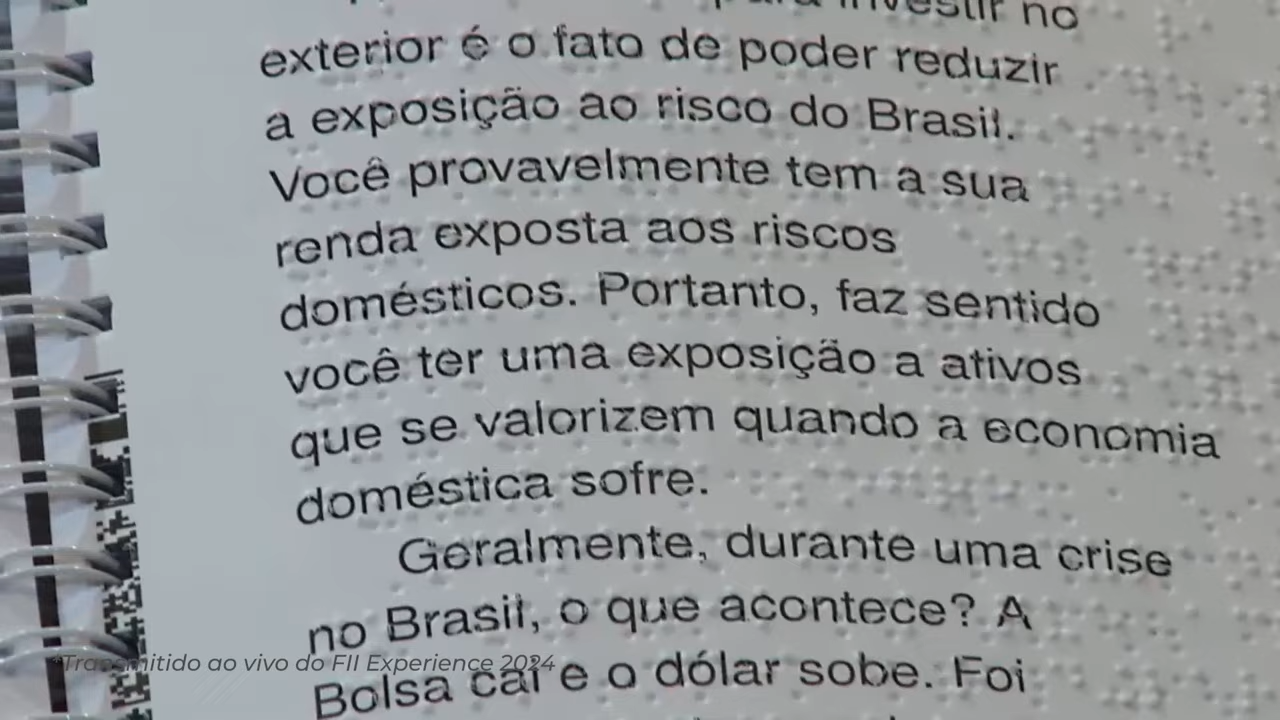 investir no
exterior é o fato de poder reduzir
a exposição ao risco do Brasil.
Você provavelmente tem a sua
renda exposta aos riscos
domésticos. Portanto, faz sentido
você ter uma exposição a ativos
que se valorizem quando a economia
doméstica sofre.
Geralmente, durante uma crise
no Brasil, o que acontece? A
Bolsa cai e o dólar sobe. Foi
*Transmitido ao vivo do FII Experience 2024